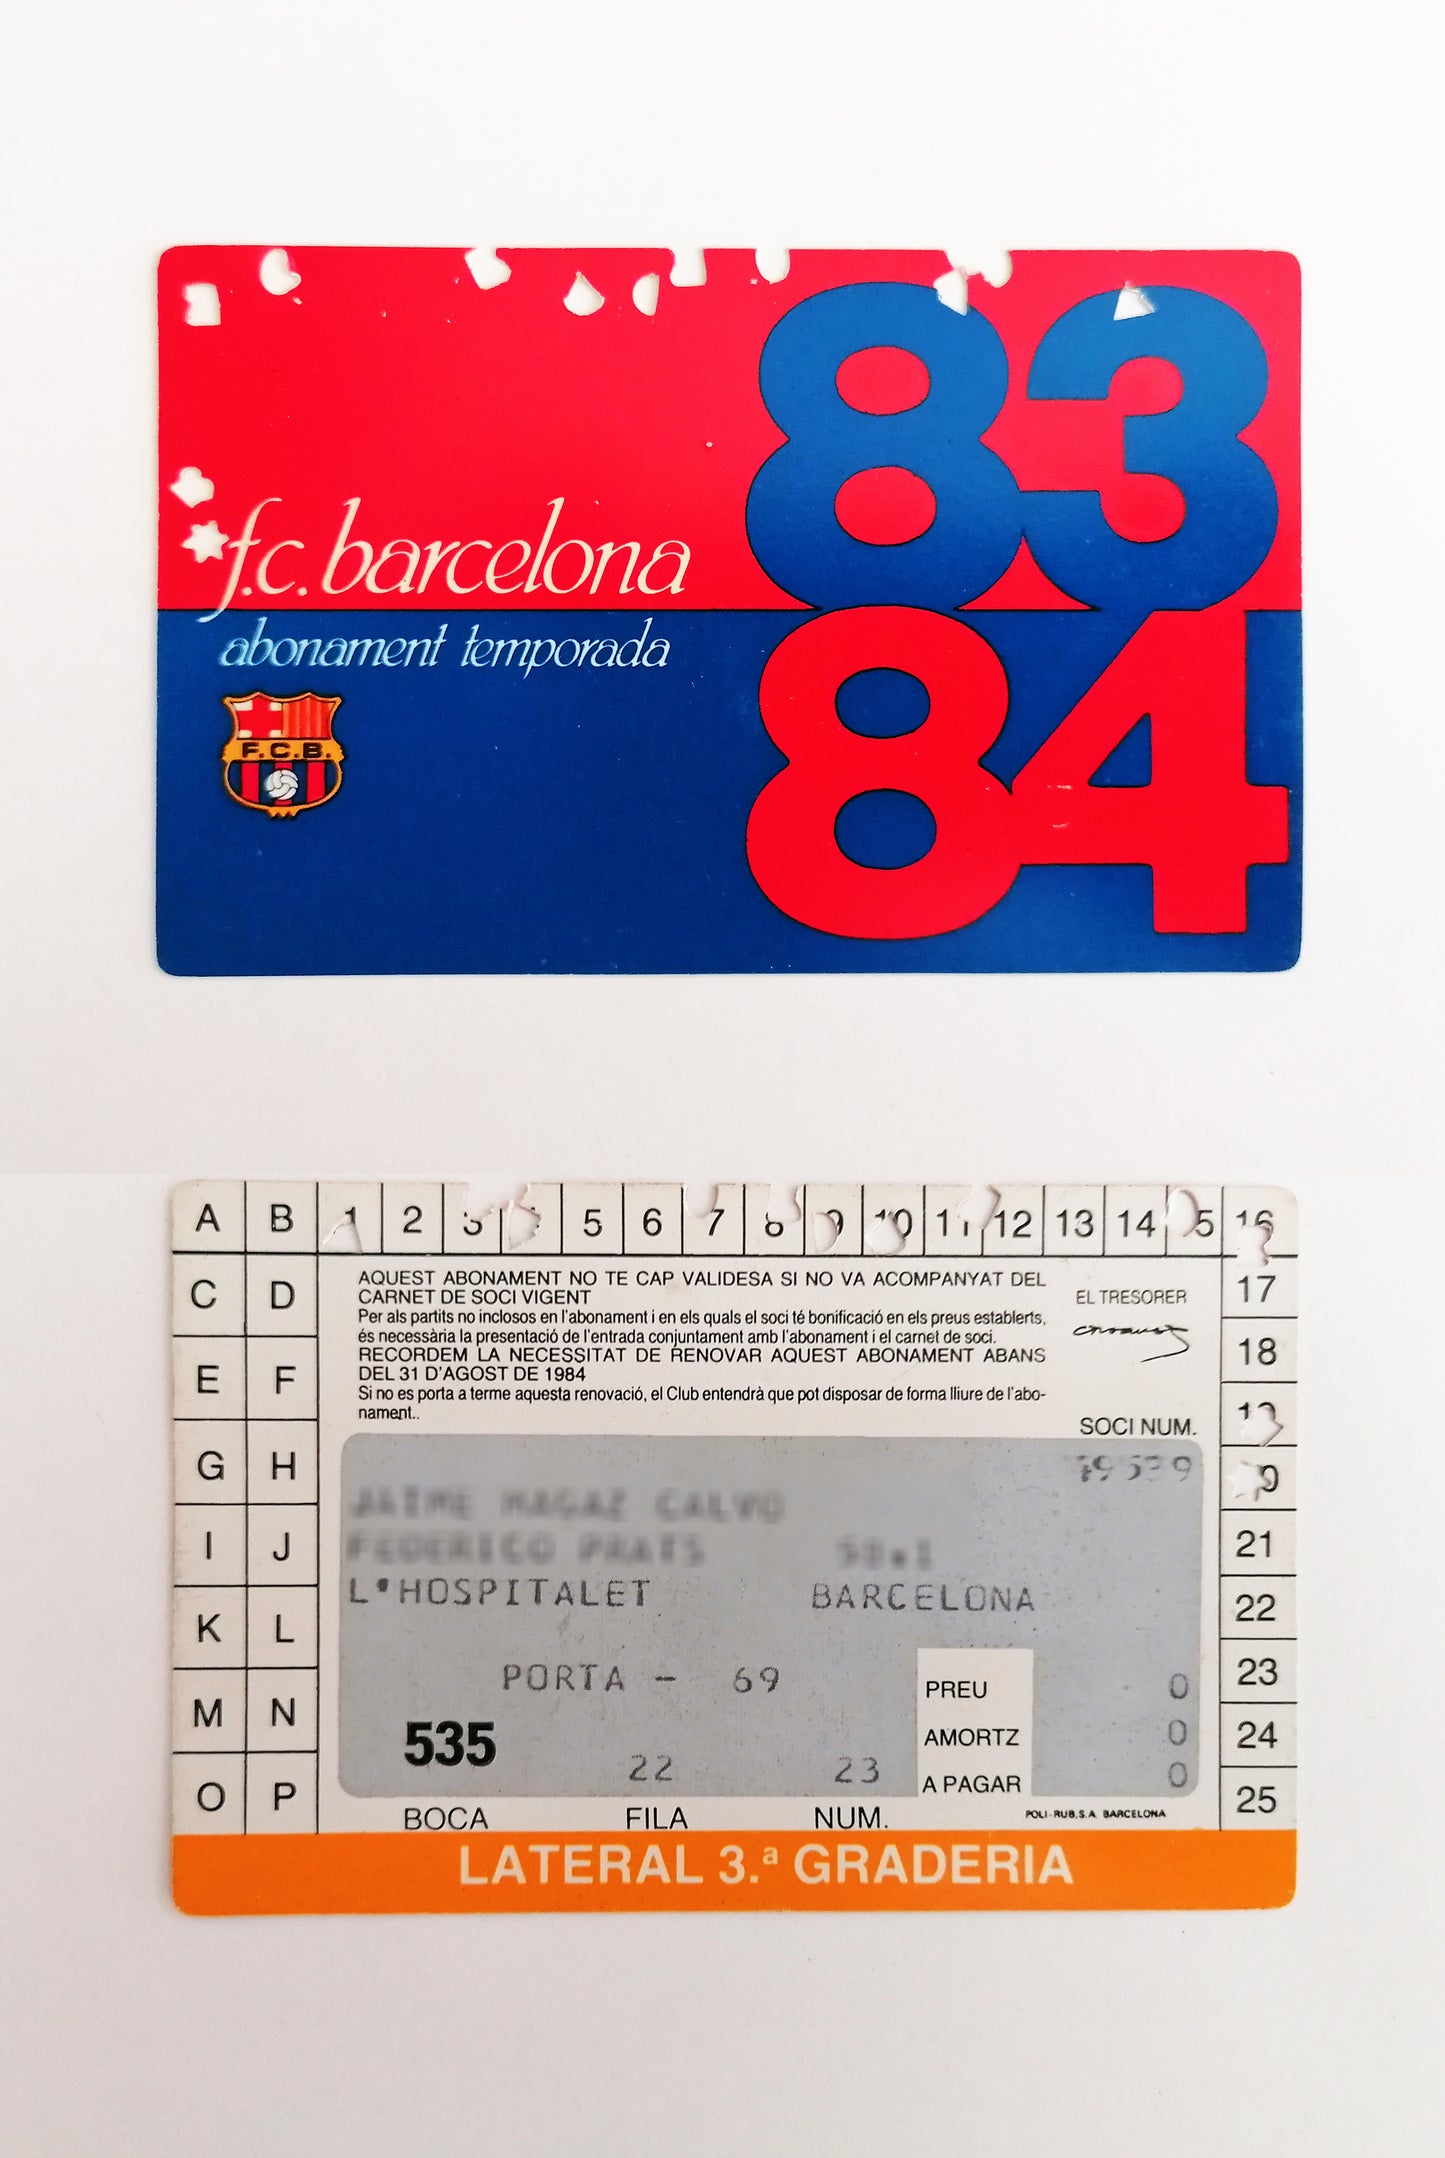 83
f.c. barcelona
abonament temporada
84
F.C.B.
A B 1 2 5 6 7 8 9 10 11 12 13 14 15 16
C D
E F
G H
I J
K L
M N
O P
AQUEST ABONAMENT NO TE CAP VALIDESA SI NO VA ACOMPANYAT DEL
CARNET DE SOCI VIGENT
Per als partits no inclosos en l'abonament i en els quals el soci té bonificació en els preus establerts,
és necessària la presentació de l'entrada conjuntament amb l'abonament i el carnet de soci.
RECORDEM LA NECESSITAT DE RENOVAR AQUEST ABONAMENT ABANS
DEL 31 D'AGOST DE 1984
Si no es porta a terme aquesta renovació, el Club entendrà que pot disposar de forma lliure de l'abo-
nament..
EL TRESORER
SOCI NUM.
L'HOSPITALET BARCELONA
PORTA - 69
535 22 23
BOCA FILA NUM.
PREU 0
AMORTZ 0
A PAGAR 0
POLI-RUB, S.A. BARCELONA
17
18
21
22
23
24
25
LATERAL 3.ª GRADERIA